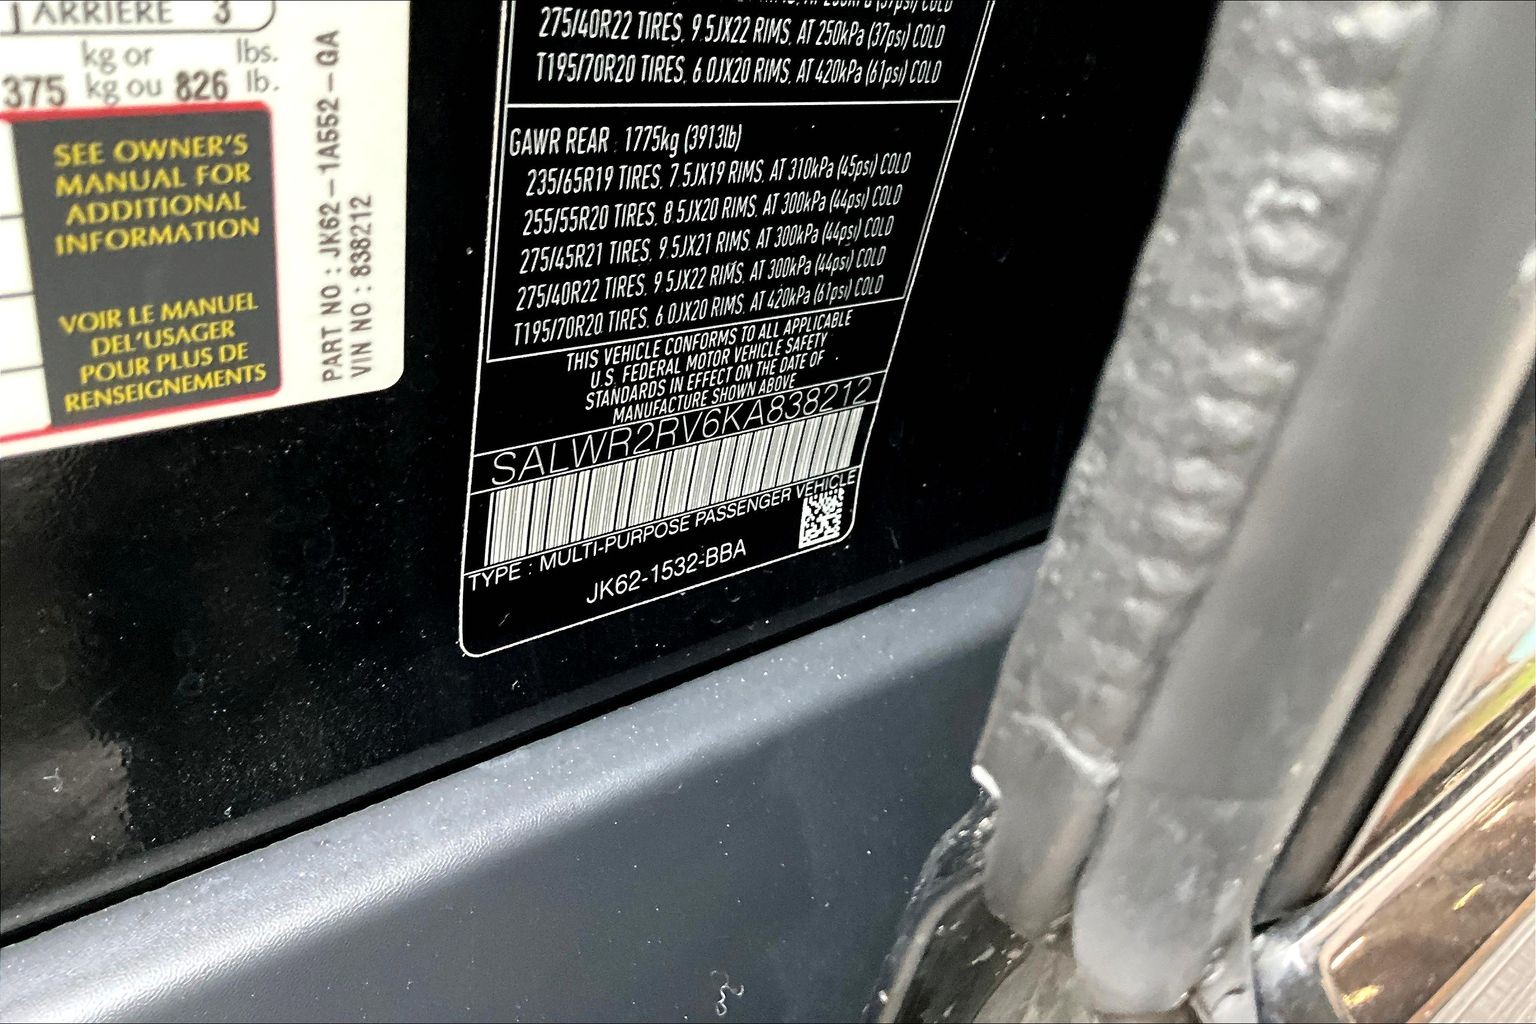 ARRIÈRE 3
kg or lbs.
375 kg ou 826 lb.
SEE OWNER'S
MANUAL FOR
ADDITIONAL
INFORMATION
VOIR LE MANUEL
DEL'USAGER
POUR PLUS DE
RENSEIGNEMENTS
PART NO : JK62-1A552-GA
VIN NO : 838212
275/40R22 TIRES, 9.5JX22 RIMS, AT 250kPa (37psi) COLD
T195/70R20 TIRES, 6.0JX20 RIMS, AT 420kPa (61psi) COLD
GAWR REAR : 1775kg (3913lb)
235/65R19 TIRES, 7.5JX19 RIMS, AT 310kPa (45psi) COLD
255/55R20 TIRES, 8.5JX20 RIMS, AT 300kPa (44psi) COLD
275/45R21 TIRES, 9.5JX21 RIMS, AT 300kPa (44psi) COLD
275/40R22 TIRES, 9.5JX22 RIMS, AT 300kPa (44psi) COLD
T195/70R20 TIRES, 6.0JX20 RIMS, AT 420kPa (61psi) COLD
THIS VEHICLE CONFORMS TO ALL APPLICABLE
U.S. FEDERAL MOTOR VEHICLE SAFETY
STANDARDS IN EFFECT ON THE DATE OF
MANUFACTURE SHOWN ABOVE
SALWR2RV6KA838212
TYPE : MULTI-PURPOSE PASSENGER VEHICLE
JK62-1532-BBA